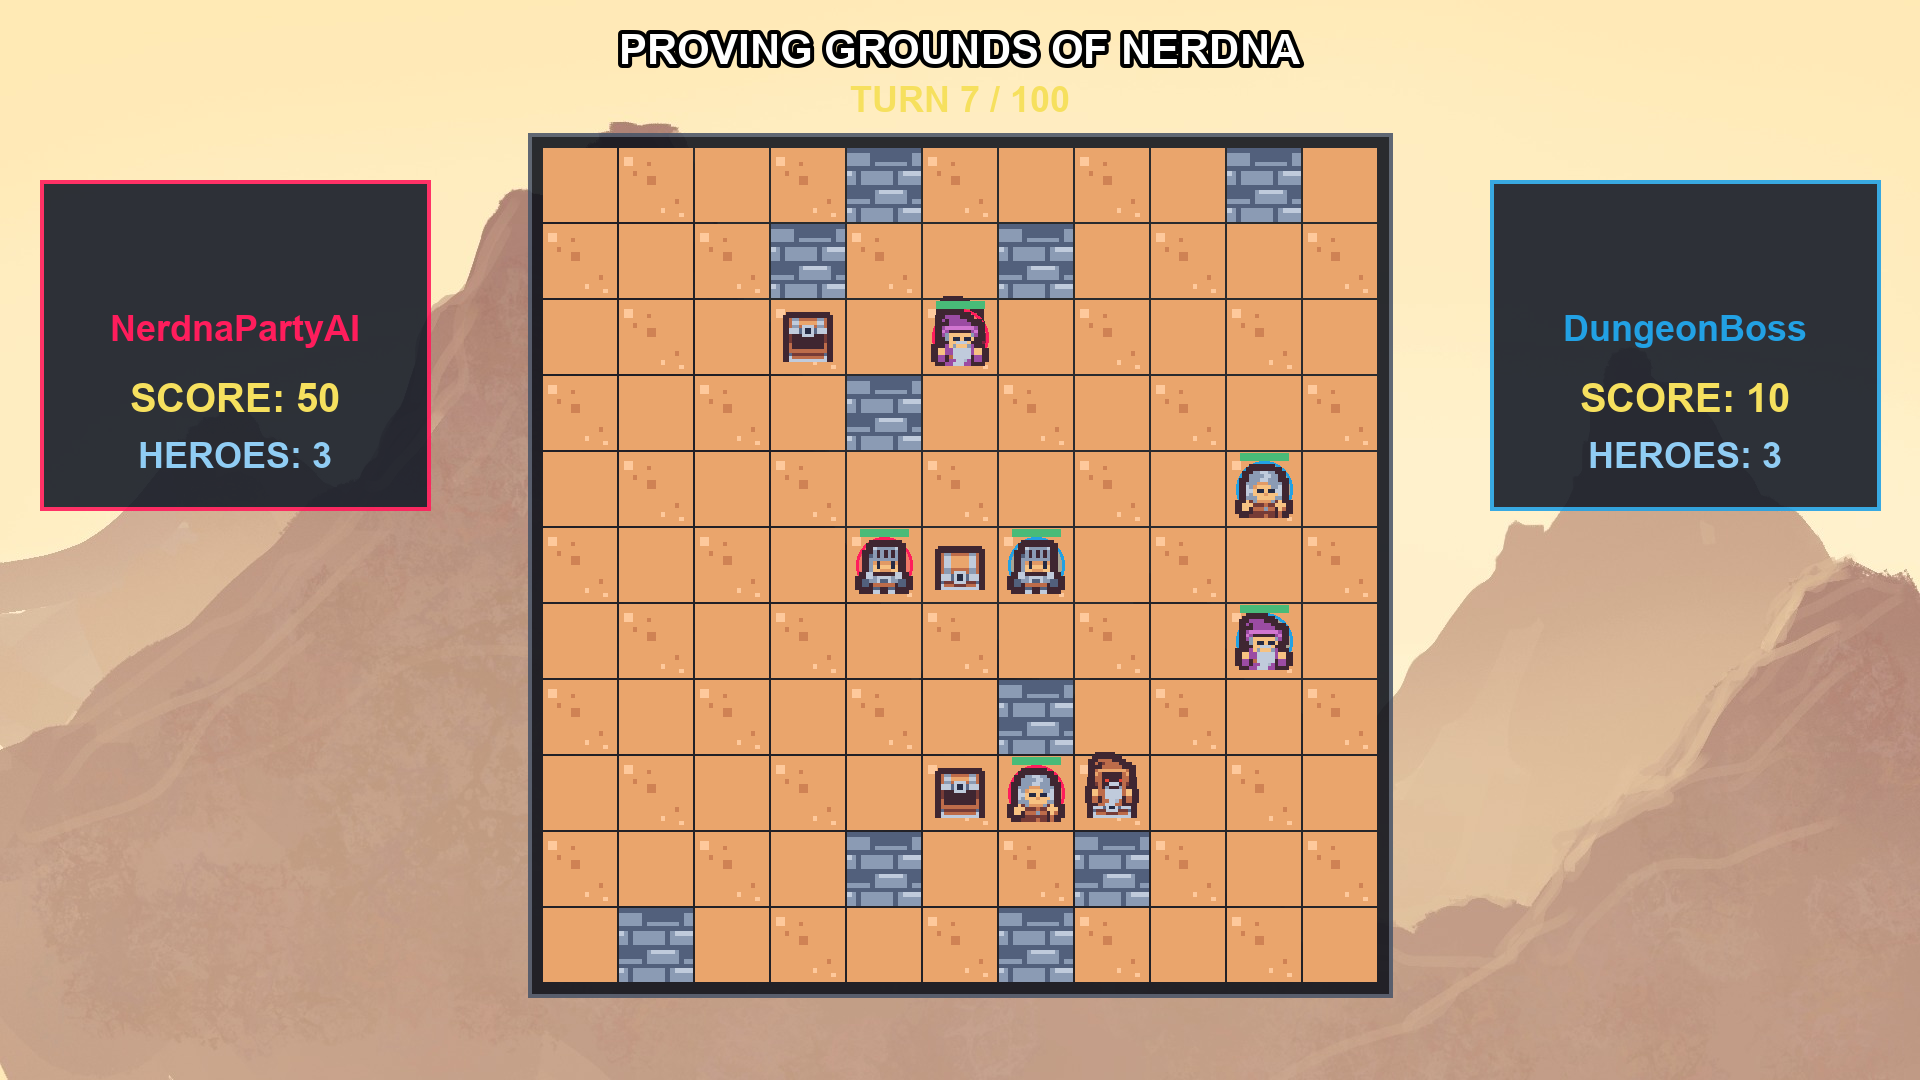 PROVING GROUNDS OF NERDNA
TURN 7 / 100
NerdnaPartyAI
SCORE: 50
HEROES: 3
DungeonBoss
SCORE: 10
HEROES: 3